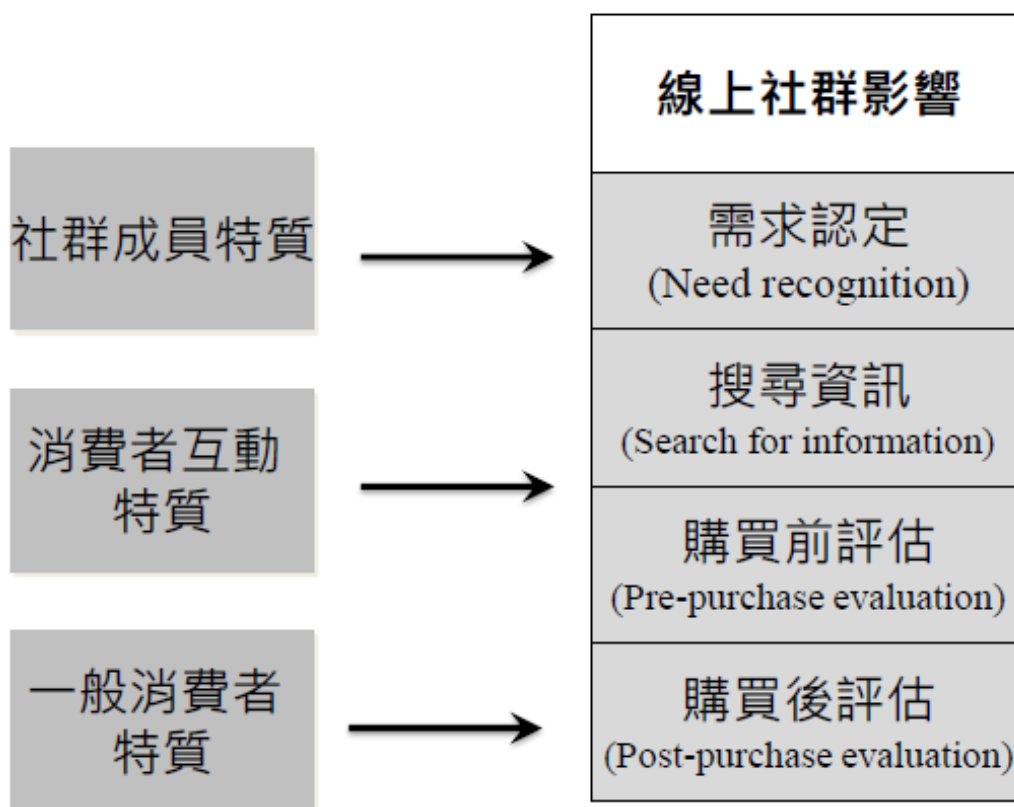 社群成員特質
消費者互動
特質
一般消費者
特質
線上社群影響
需求認定
(Need recognition)
搜尋資訊
(Search for information)
購買前評估
(Pre-purchase evaluation)
購買後評估
(Post-purchase evaluation)